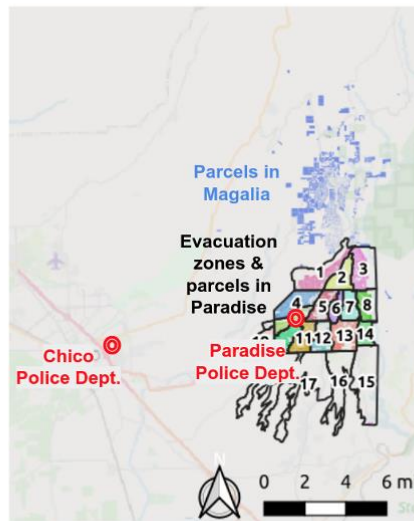 Parcels in
Magalia
Evacuation
zones &
parcels in
Paradise
1
2
3
4
5
6
7
8
11
12
13
14
15
16
17
Chico
Police Dept.
Paradise
Police Dept.
N
0 2 4 6 m